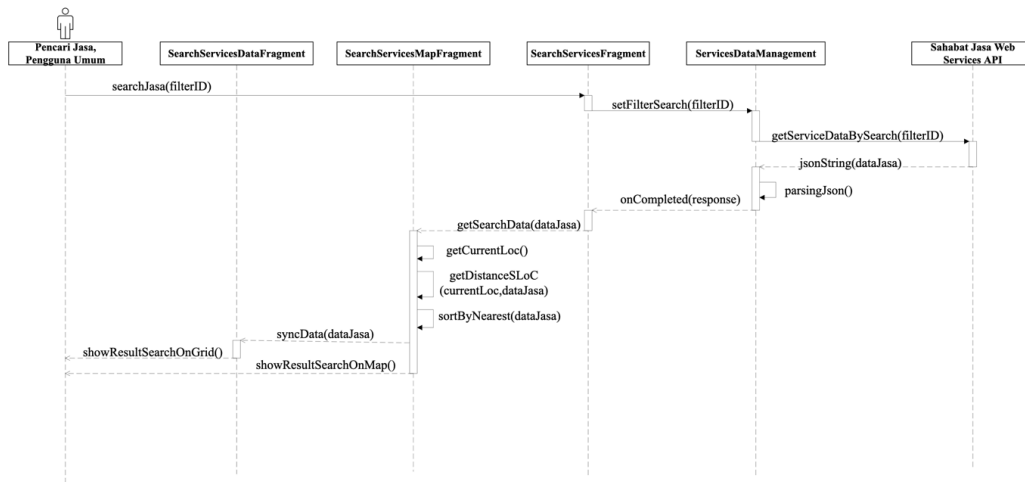 Pencari Jasa,
Pengguna Umum
SearchServicesDataFragment
SearchServicesMapFragment
SearchServicesFragment
ServicesDataManagement
Sahabat Jasa Web
Services API
searchJasa(filterID)
setFilterSearch(filterID)
getServiceDataBySearch(filterID)
jsonString(dataJasa)
parsingJson()
onCompleted(response)
getSearchData(dataJasa)
getCurrentLoc()
getDistanceSLoC
(currentLoc,dataJasa)
sortByNearest(dataJasa)
syncData(dataJasa)
showResultSearchOnGrid()
showResultSearchOnMap()